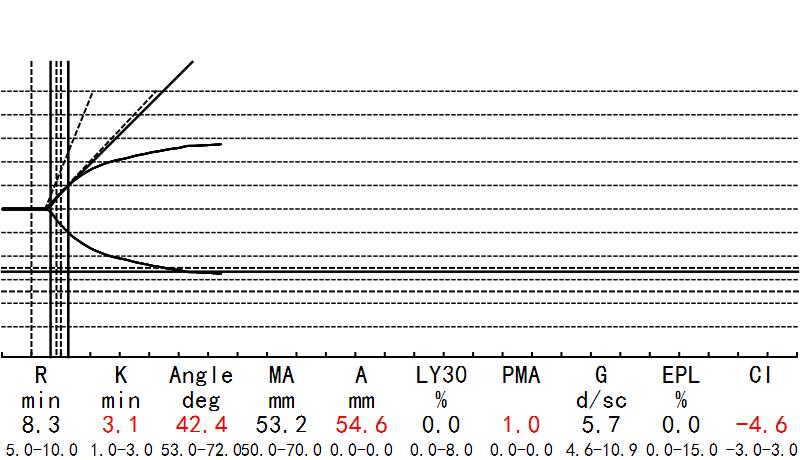 R K Angle MA A LY30 PMA G EPL CI
min min deg mm mm % d/sc %
8.3 3.1 42.4 53.2 54.6 0.0 1.0 5.7 0.0 -4.6
5.0-10.0 1.0-3.0 53.0-72.0 50.0-70.0 0.0-0.0 0.0-8.0 0.0-0.0 4.6-10.9 0.0-15.0 -3.0-3.0